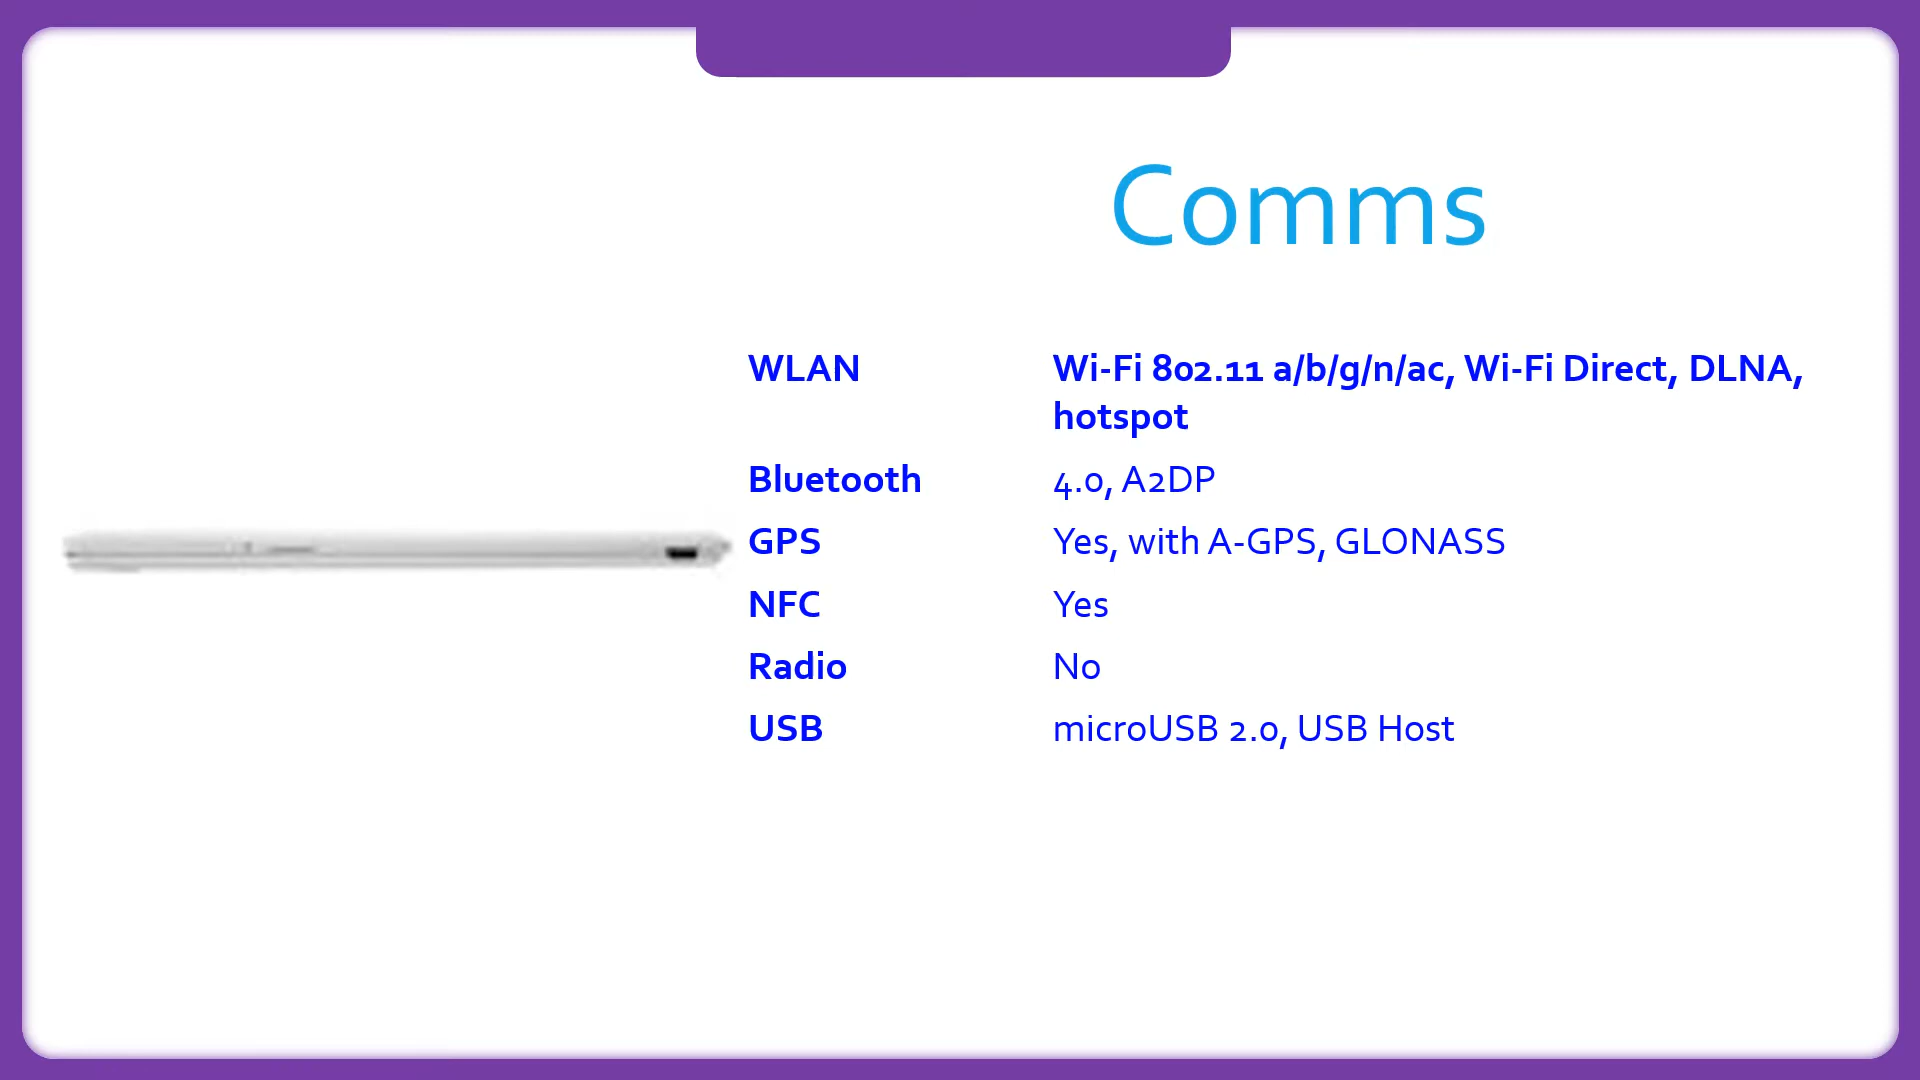 Comms
WLAN Wi-Fi 802.11 a/b/g/n/ac, Wi-Fi Direct, DLNA,
hotspot
Bluetooth 4.0, A2DP
GPS Yes, with A-GPS, GLONASS
NFC Yes
Radio No
USB microUSB 2.0, USB Host